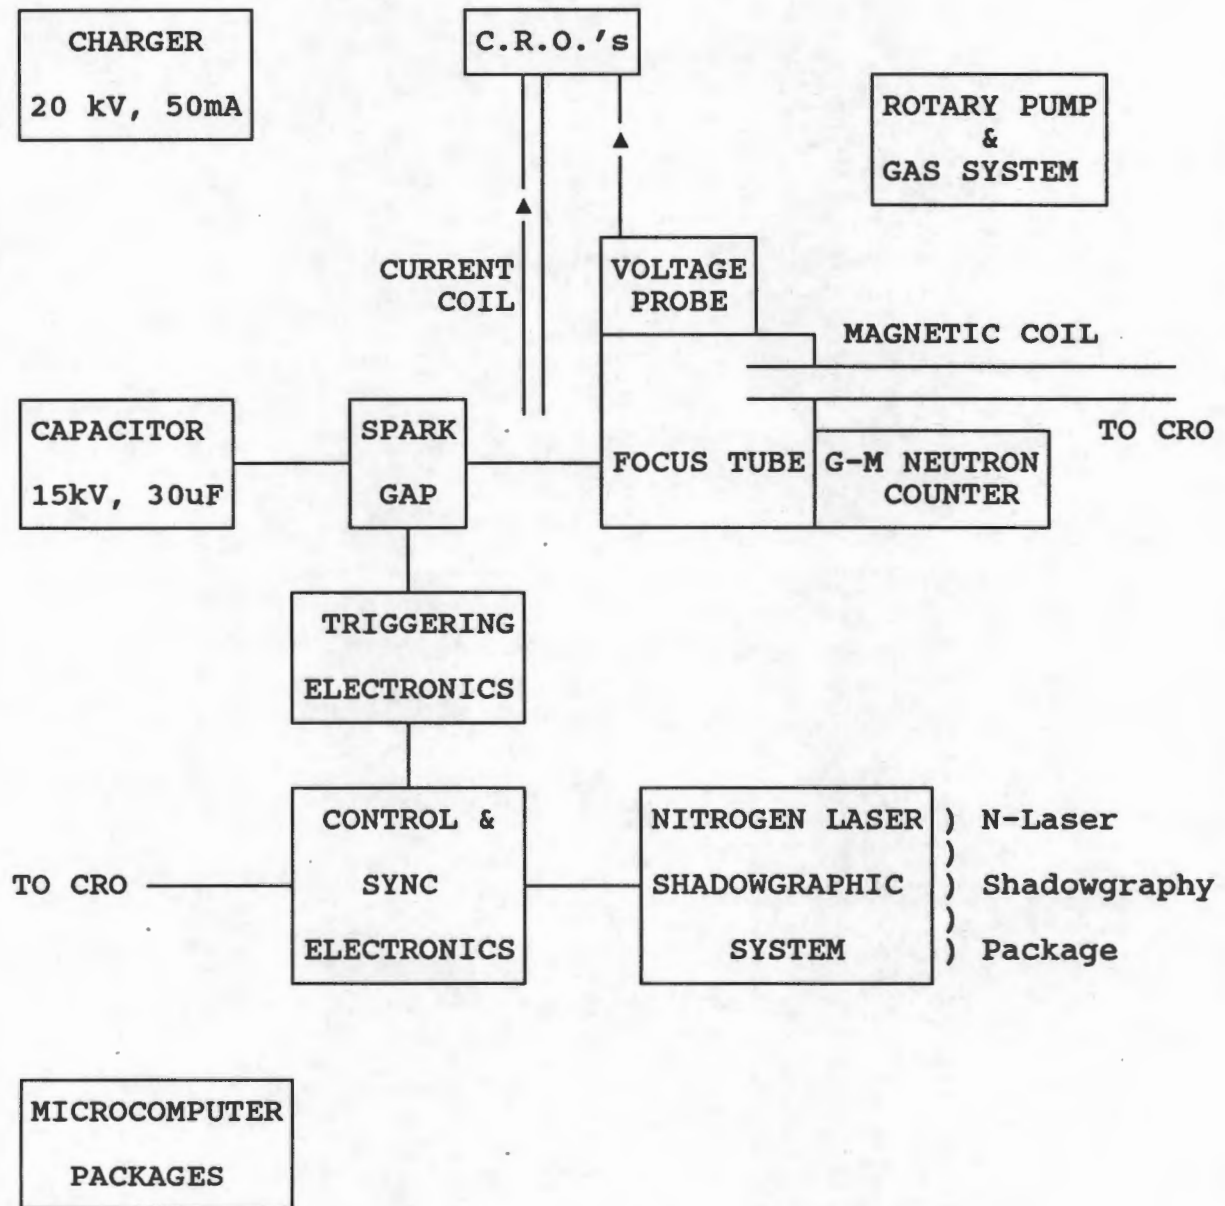 CHARGER
20 kV, 50mA
C.R.O.'s
ROTARY PUMP
&
GAS SYSTEM
CURRENT
COIL
VOLTAGE
PROBE
MAGNETIC COIL
TO CRO
CAPACITOR
15kV, 30uF
SPARK
GAP
FOCUS TUBE
G-M NEUTRON
COUNTER
TRIGGERING
ELECTRONICS
CONTROL &
SYNC
ELECTRONICS
TO CRO
NITROGEN LASER
SHADOWGRAPHIC
SYSTEM
) N-Laser
)
) Shadowgraphy
)
) Package
MICROCOMPUTER
PACKAGES